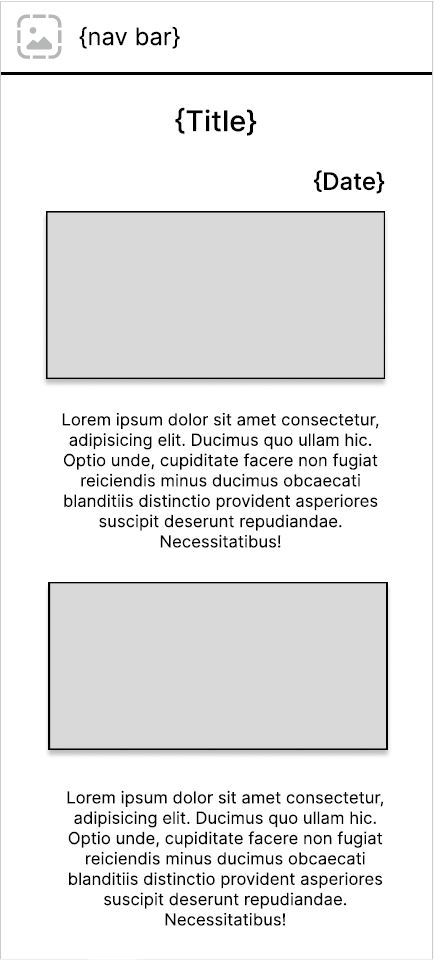 {nav bar}
{Title}
{Date}
Lorem ipsum dolor sit amet consectetur,
adipisicing elit. Ducimus quo ullam hic.
Optio unde, cupiditate facere non fugiat
reiciendis minus ducimus obcaecati
blanditiis distinctio provident asperiores
suscipit deserunt repudiandae.
Necessitatibus!
Lorem ipsum dolor sit amet consectetur,
adipisicing elit. Ducimus quo ullam hic.
Optio unde, cupiditate facere non fugiat
reiciendis minus ducimus obcaecati
blanditiis distinctio provident asperiores
suscipit deserunt repudiandae.
Necessitatibus!